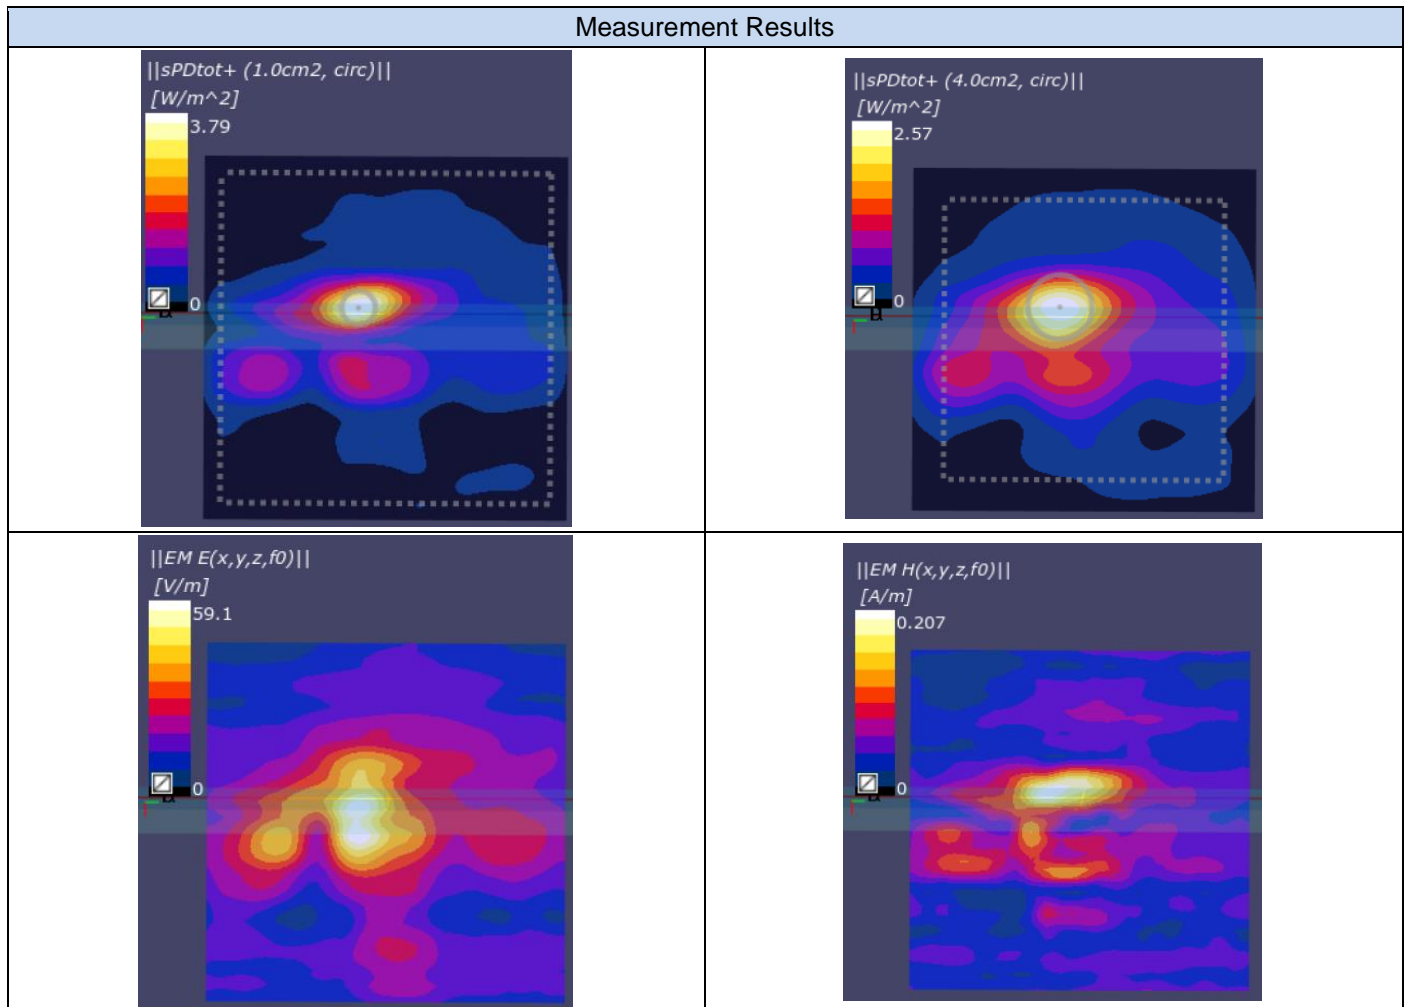 Measurement Results
||sPDtot+ (1.0cm2, circ)||
[W/m^2]
3.79
0
||sPDtot+ (4.0cm2, circ)||
[W/m^2]
2.57
0
||EM E(x,y,z,f0)||
[V/m]
59.1
0
||EM H(x,y,z,f0)||
[A/m]
0.207
0